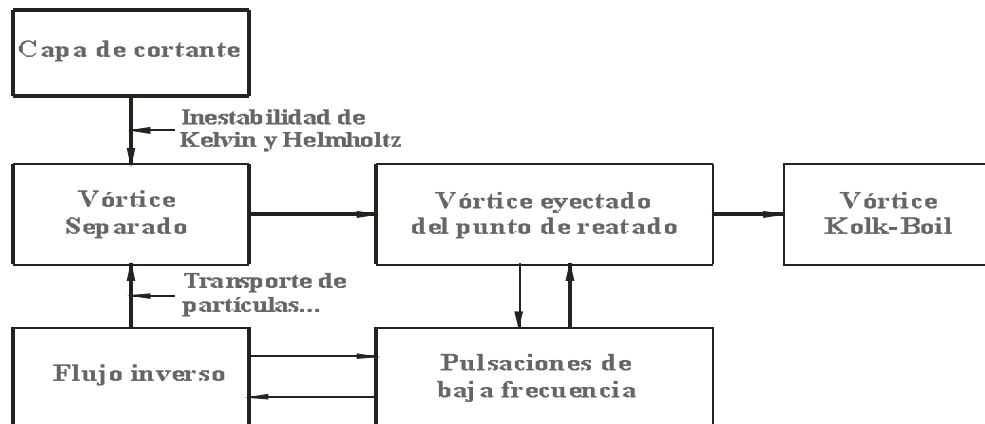 Capa de cortante
Inestabilidad de
Kelvin y Helmholtz
Vórtice
Separado
Vórtice eyectado
del punto de reatado
Vórtice
Kolk-Boil
Transporte de
partículas...
Flujo inverso
Pulsaciones de
baja frecuencia